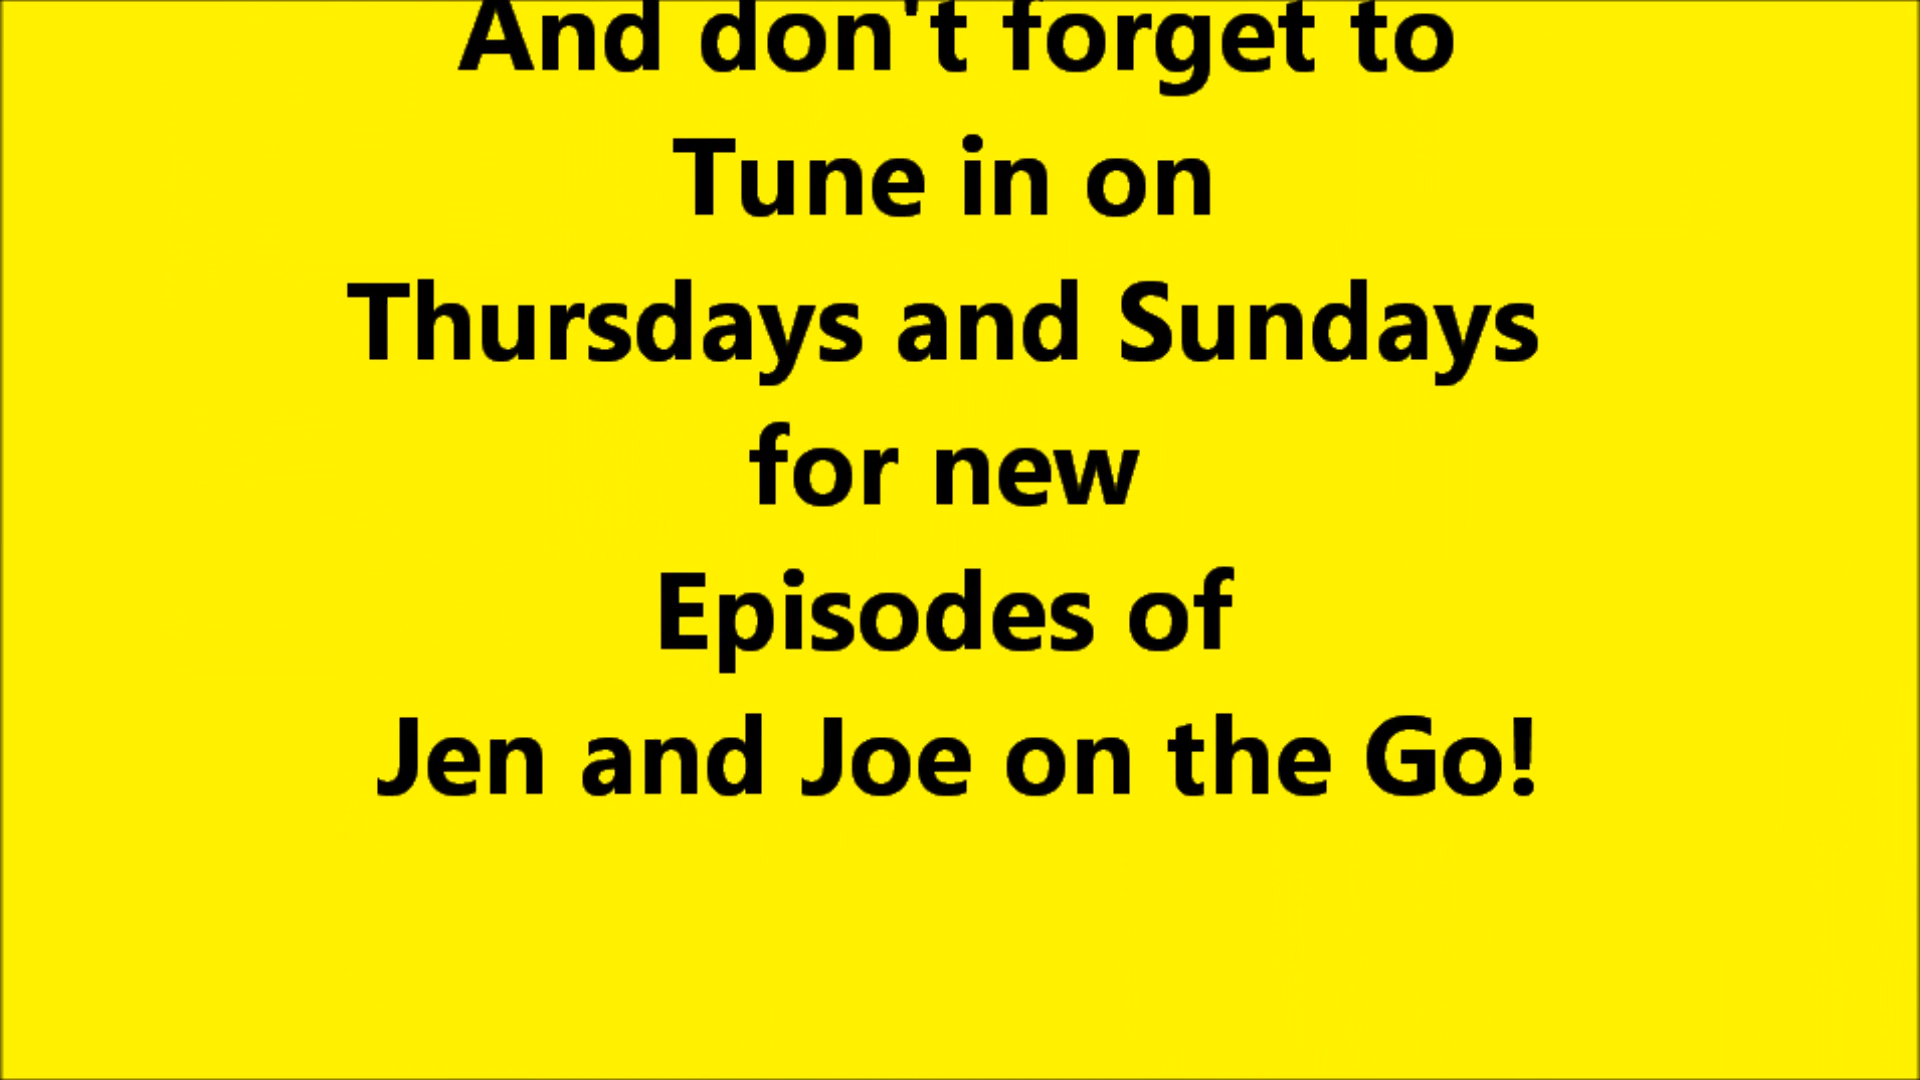 And don't forget to
Tune in on
Thursdays and Sundays
for new
Episodes of
Jen and Joe on the Go!